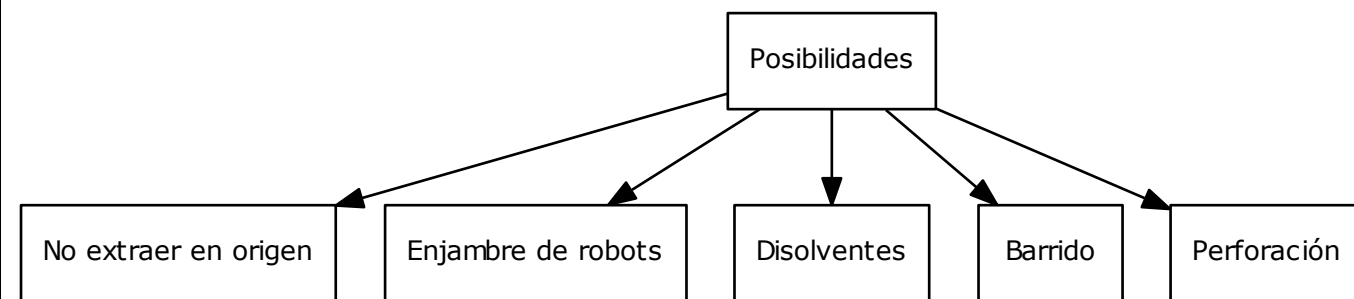 Posibilidades
No extraer en origen
Enjambre de robots
Disolventes
Barrido
Perforación